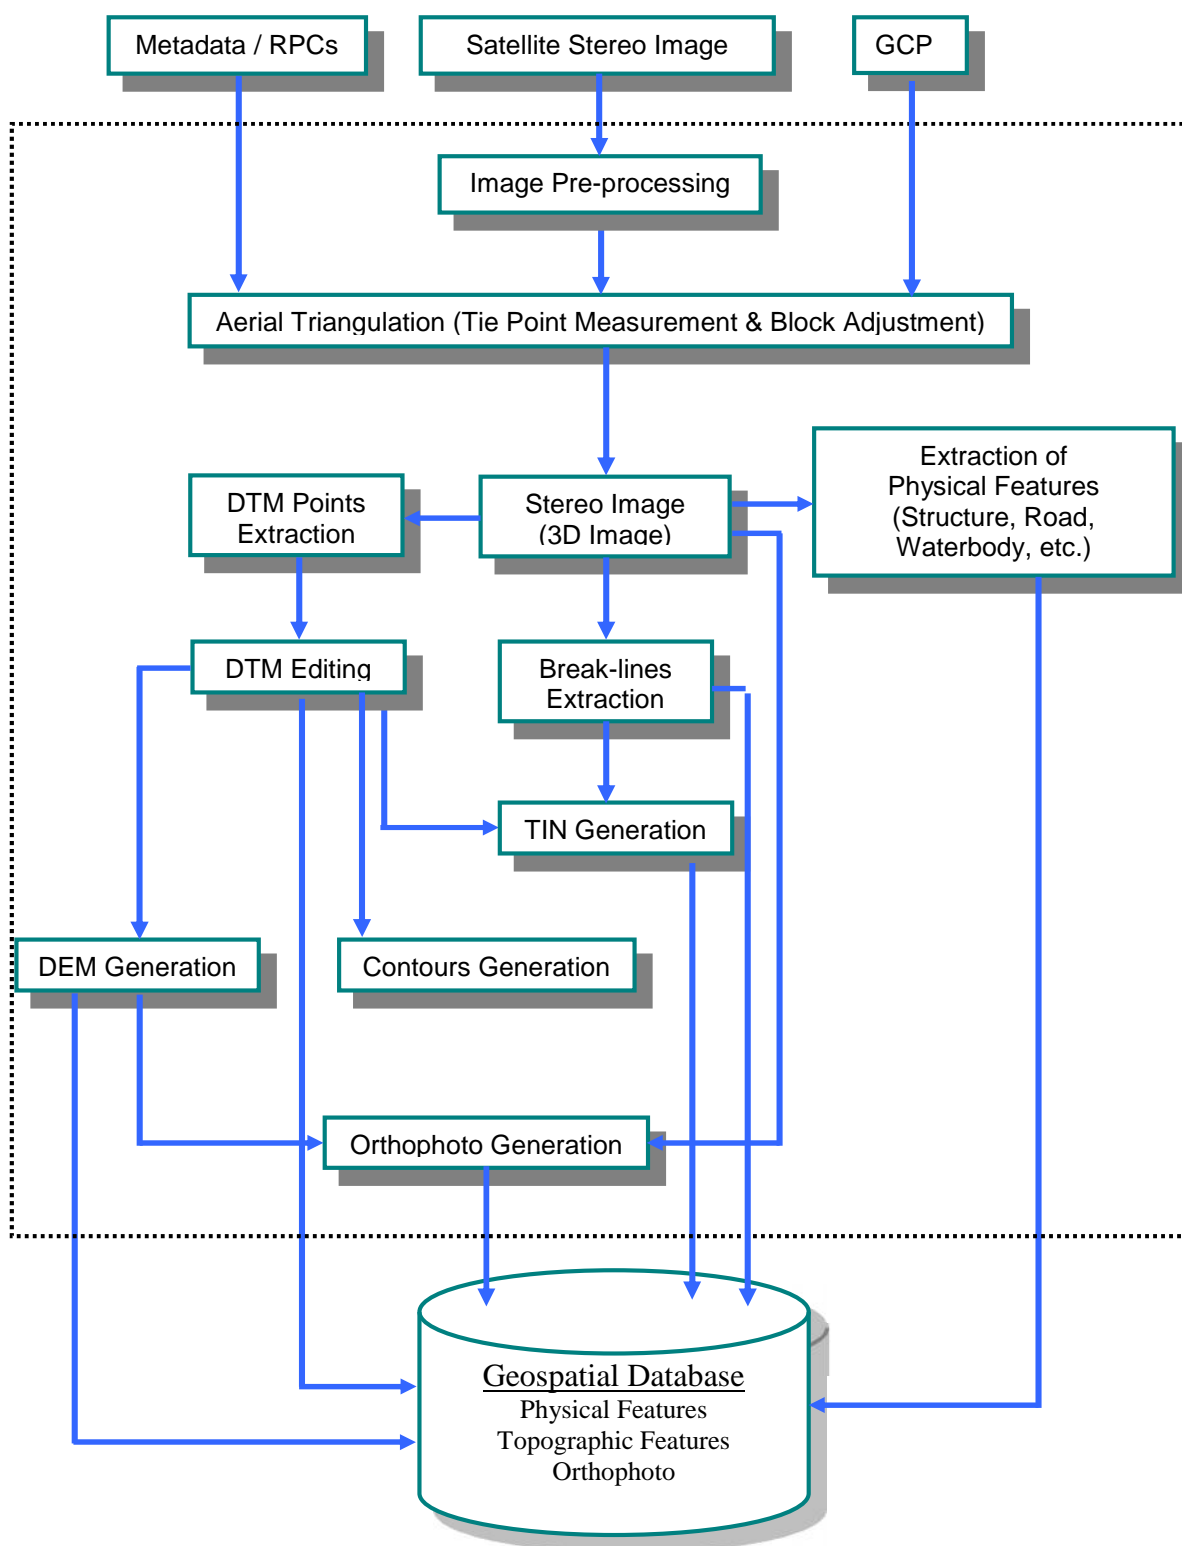 Metadata / RPCs
Satellite Stereo Image
GCP
Image Pre-processing
Aerial Triangulation (Tie Point Measurement & Block Adjustment)
Extraction of
Physical Features
(Structure, Road,
Waterbody, etc.)
DTM Points
Extraction
Stereo Image
(3D Image)
DTM Editing
Break-lines
Extraction
TIN Generation
DEM Generation
Contours Generation
Orthophoto Generation
Geospatial Database
Physical Features
Topographic Features
Orthophoto